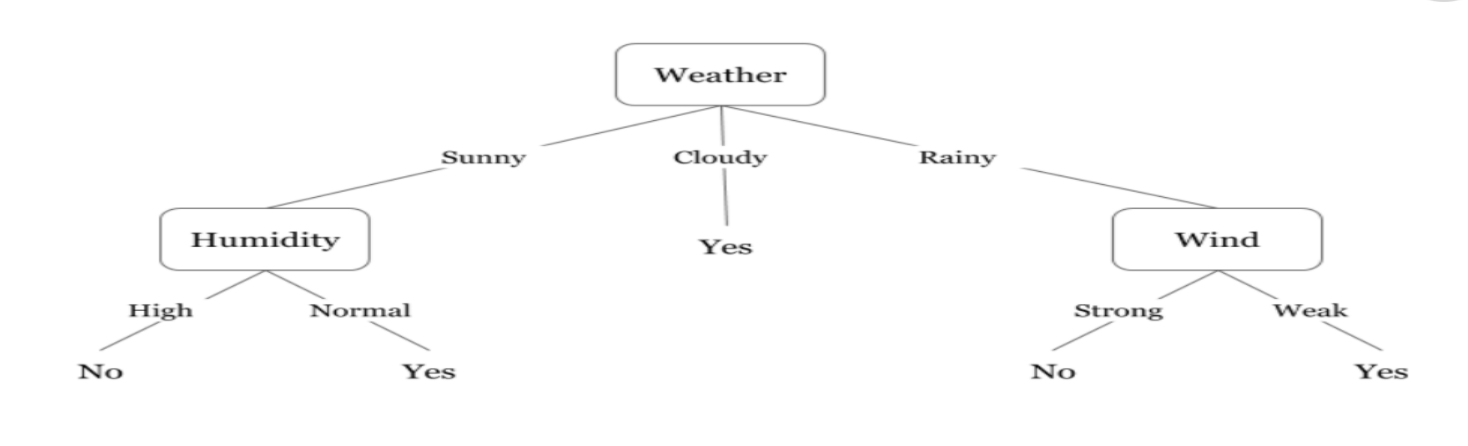 Weather
Sunny Cloudy Rainy
Humidity Yes Wind
High Normal Strong Weak
No Yes No Yes